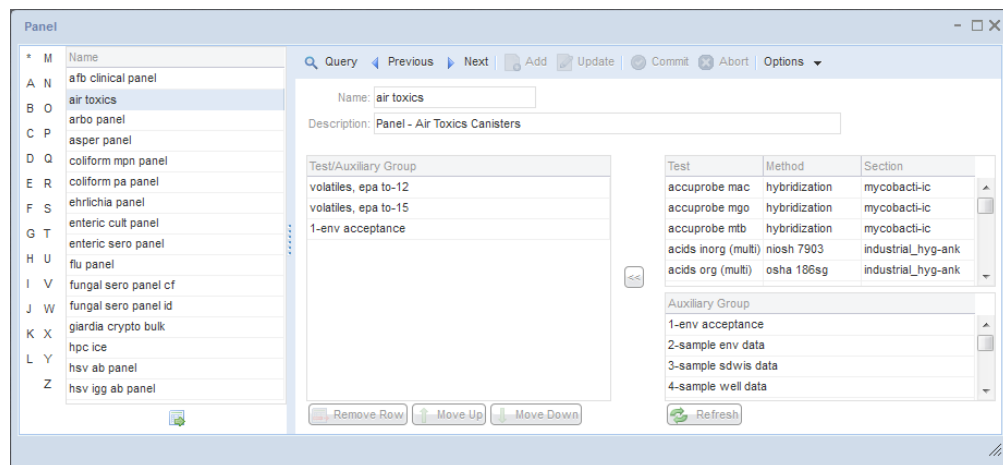 Panel
* M
A N
B O
C P
D Q
E R
F S
G T
H U
I V
J W
K X
L Y
Z
Name
afb clinical panel
air toxics
arbo panel
asper panel
coliform mpn panel
coliform pa panel
ehrlichia panel
enteric cult panel
enteric sero panel
flu panel
fungal sero panel cf
fungal sero panel id
giardia crypto bulk
hpc ice
hsv ab panel
hsv igg ab panel
Query Previous Next Add Update Commit Abort Options
Name: air toxics
Description: Panel - Air Toxics Canisters
Test/Auxiliary Group
volatiles, epa to-12
volatiles, epa to-15
1-env acceptance
Remove Row Move Up Move Down
<<
Test Method Section
accuprobe mac hybridization mycobacti-ic
accuprobe mgo hybridization mycobacti-ic
accuprobe mtb hybridization mycobacti-ic
acids inorg (multi) niosh 7903 industrial_hyg-ank
acids org (multi) osha 186sg industrial_hyg-ank
Auxiliary Group
1-env acceptance
2-sample env data
3-sample sdwis data
4-sample well data
Refresh